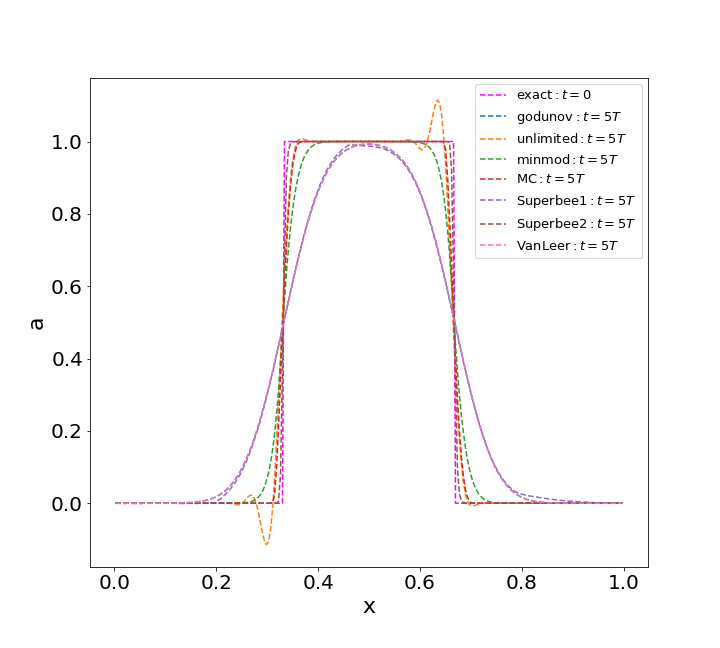 exact: t = 0
godunov: t = 5T
unlimited: t = 5T
minmod: t = 5T
MC: t = 5T
Superbee1: t = 5T
Superbee2: t = 5T
VanLeer: t = 5T
1.0
0.8
0.6
0.4
0.2
0.0
a
0.0 0.2 0.4 0.6 0.8 1.0
x